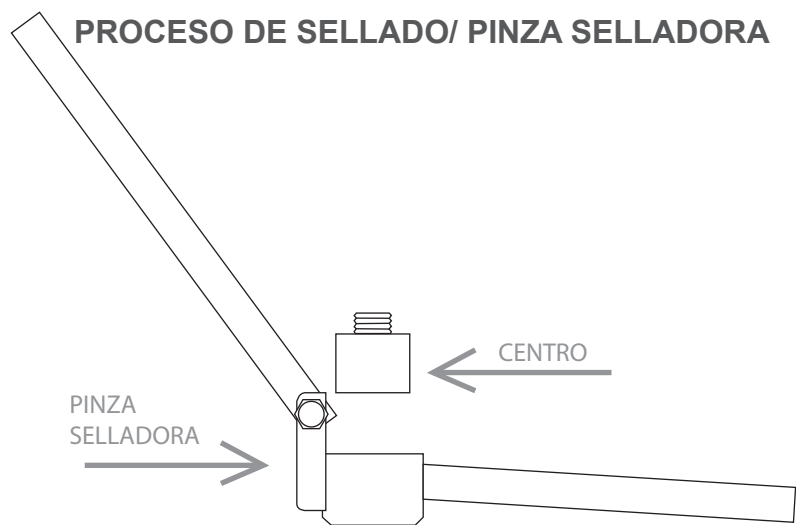 PROCESO DE SELLADO/ PINZA SELLADORA
CENTRO
PINZA
SELLADORA